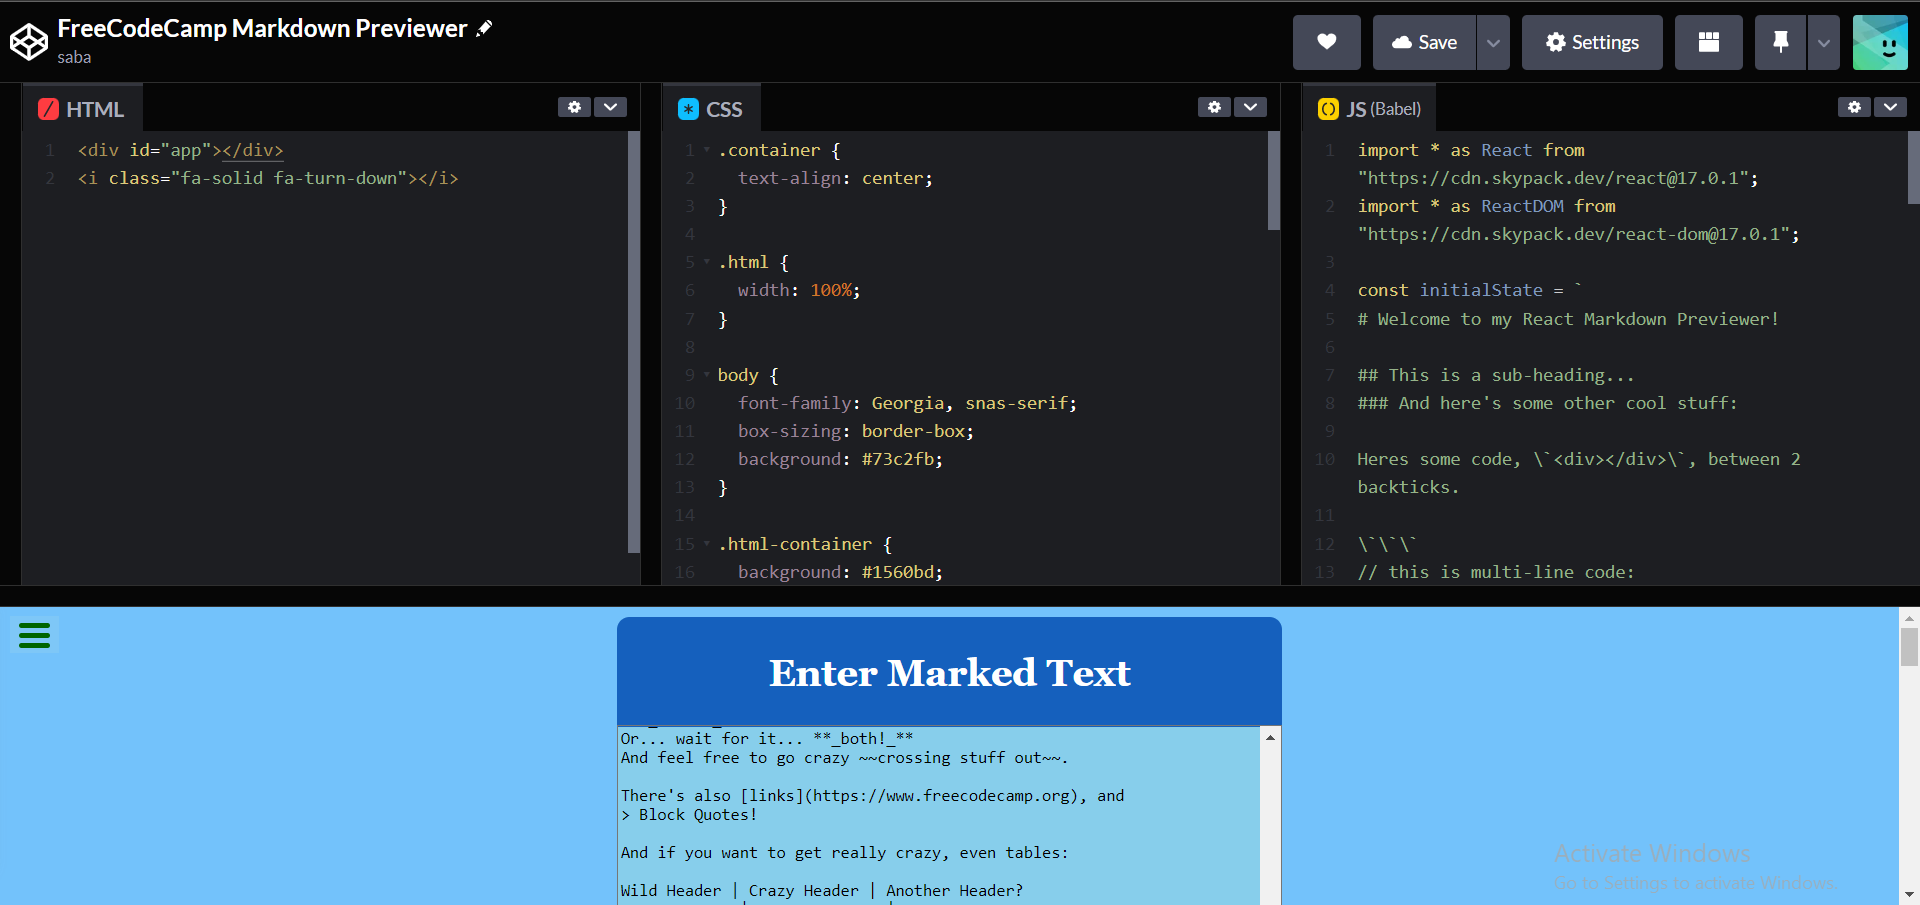 FreeCodeCamp Markdown Previewer
saba
Save
Settings
HTML
1 <div id="app"></div>
2 <i class="fa-solid fa-turn-down"></i>
* CSS
1 .container {
2 text-align: center;
3 }
4
5 .html {
6 width: 100%;
7 }
8
9 body {
10 font-family: Georgia, snas-serif;
11 box-sizing: border-box;
12 background: #73c2fb;
13 }
14
15 .html-container {
16 background: #1560bd;
() JS (Babel)
1 import * as React from
"https://cdn.skypack.dev/react@17.0.1";
2 import * as ReactDOM from
"https://cdn.skypack.dev/react-dom@17.0.1";
3
4 const initialState = `
5 # Welcome to my React Markdown Previewer!
6
7 ## This is a sub-heading...
8 ### And here's some other cool stuff:
9
10 Heres some code, \`<div></div>\`, between 2
backticks.
11
12 \`\`\`
13 // this is multi-line code:
Enter Marked Text
Or... wait for it... **_both!_**
And feel free to go crazy ~~crossing stuff out~~.
There's also [links](https://www.freecodecamp.org), and
> Block Quotes!
And if you want to get really crazy, even tables:
Wild Header | Crazy Header | Another Header?
Activate Windows
Go to Settings to activate Windows.